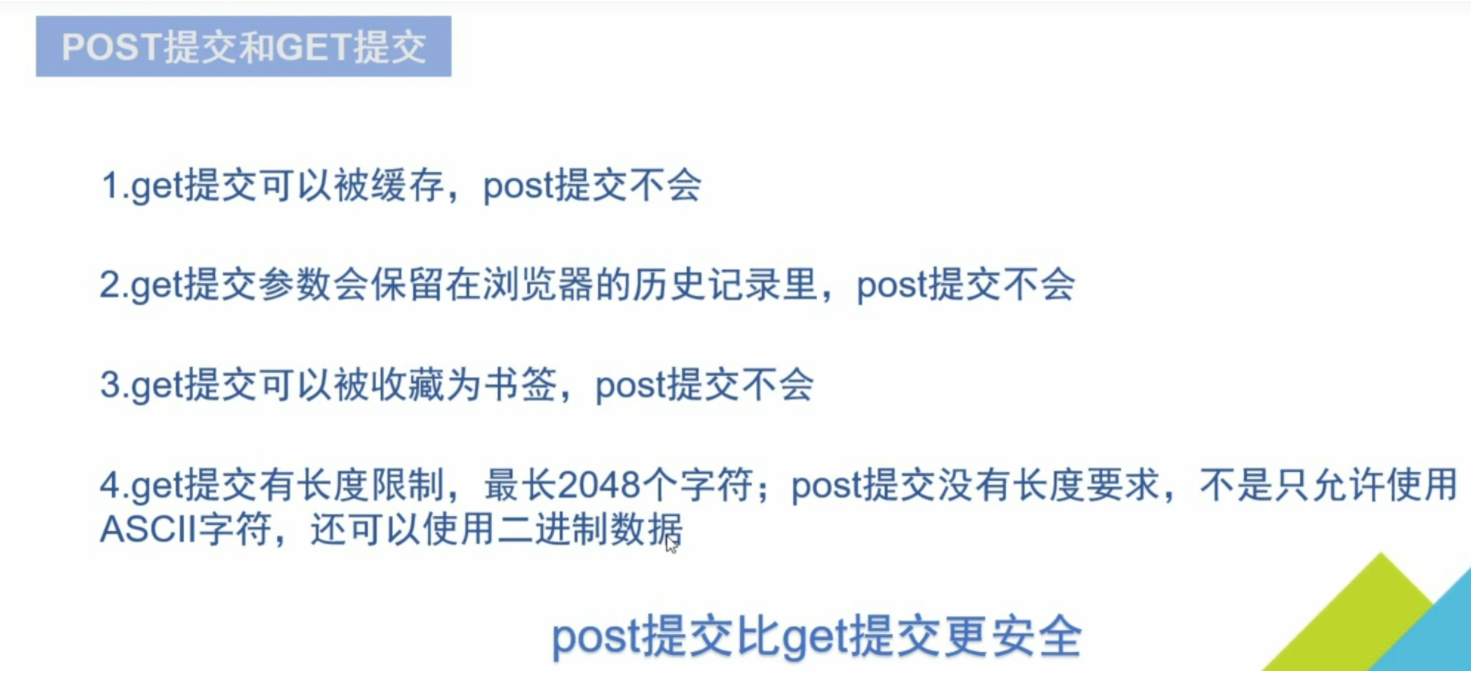 POST提交和GET提交
1.get提交可以被缓存，post提交不会
2.get提交参数会保留在浏览器的历史记录里，post提交不会
3.get提交可以被收藏为书签，post提交不会
4.get提交有长度限制，最长2048个字符；post提交没有长度要求，不是只允许使用
ASCII字符，还可以使用二进制数据
post提交比get提交更安全